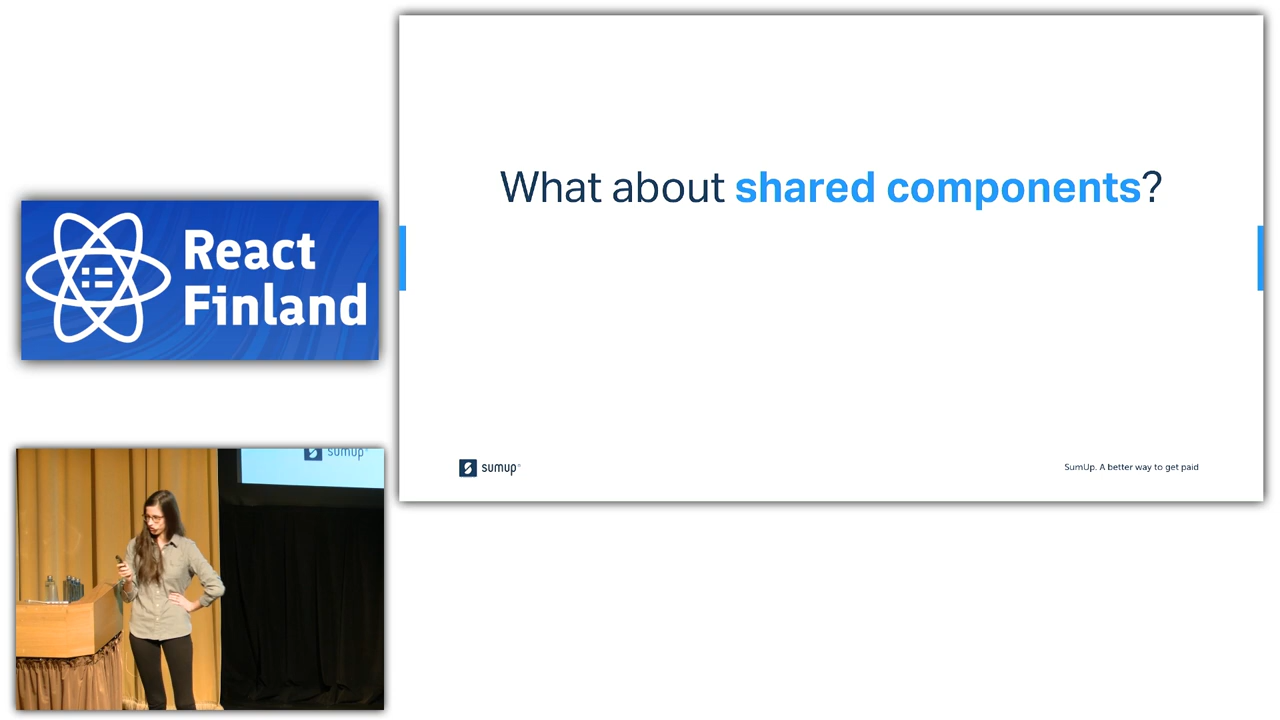 What about shared components?
React
Finland
sumup®
SumUp. A better way to get paid
sumup®